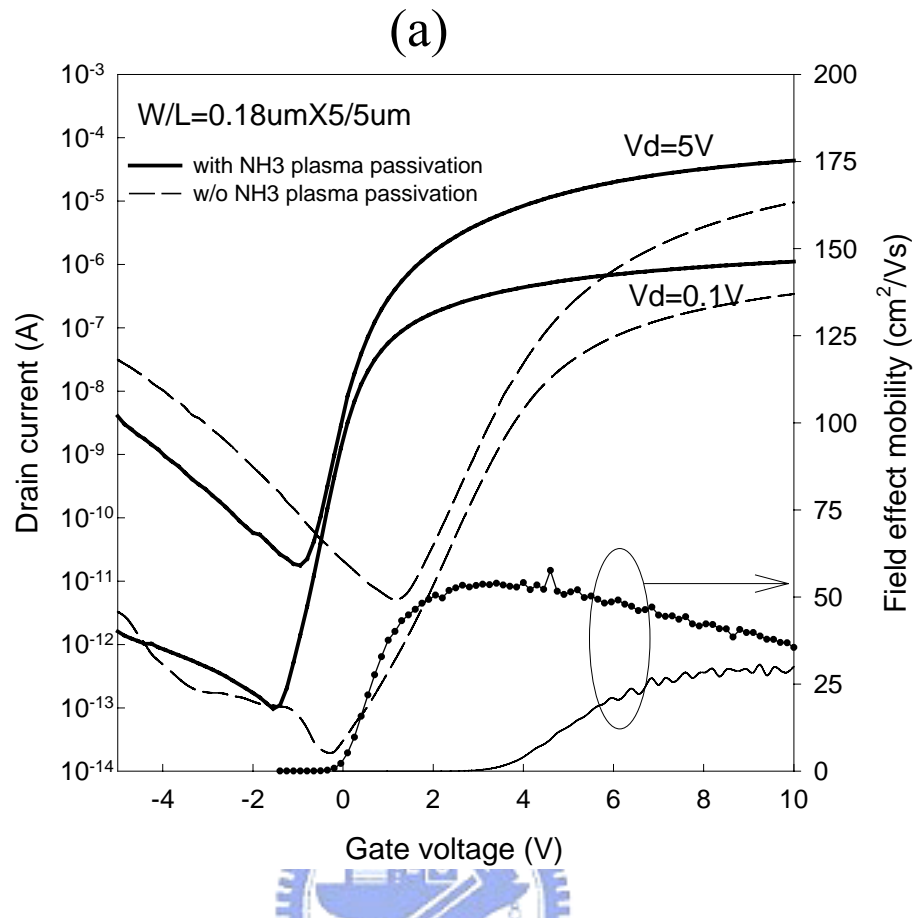 (a)
W/L=0.18umX5/5um
with NH3 plasma passivation
w/o NH3 plasma passivation
Vd=5V
Vd=0.1V
10-3
10-4
10-5
10-6
10-7
10-8
10-9
10-10
10-11
10-12
10-13
10-14
Drain current (A)
200
175
150
125
100
75
50
25
0
Field effect mobility (cm2/Vs)
-4 -2 0 2 4 6 8 10
Gate voltage (V)